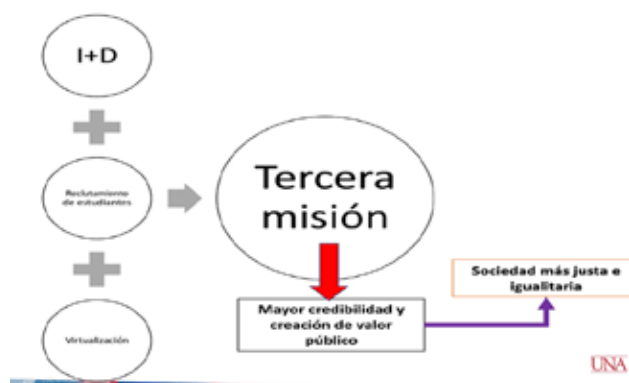 I+D
Reclutamiento
de estudiantes
Virtualización
Tercera
misión
Mayor credibilidad y
creación de valor
público
Sociedad más justa e
igualitaria
UNA